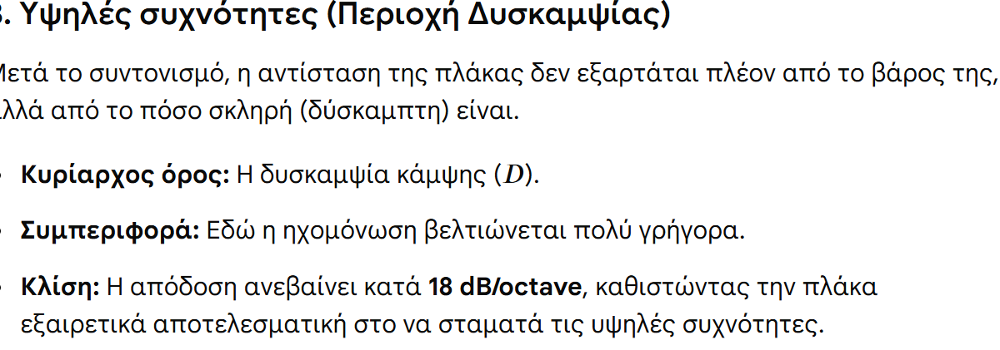 3. Υψηλές συχνότητες (Περιοχή Δυσκαμψίας)
Μετά το συντονισμό, η αντίσταση της πλάκας δεν εξαρτάται πλέον από το βάρος της,
αλλά από το πόσο σκληρή (δύσκαμπτη) είναι.
• Κυρίαρχος όρος: Η δυσκαμψία κάμψης (D).
• Συμπεριφορά: Εδώ η ηχομόνωση βελτιώνεται πολύ γρήγορα.
• Κλίση: Η απόδοση ανεβαίνει κατά 18 dB/octave, καθιστώντας την πλάκα
εξαιρετικά αποτελεσματική στο να σταματά τις υψηλές συχνότητες.